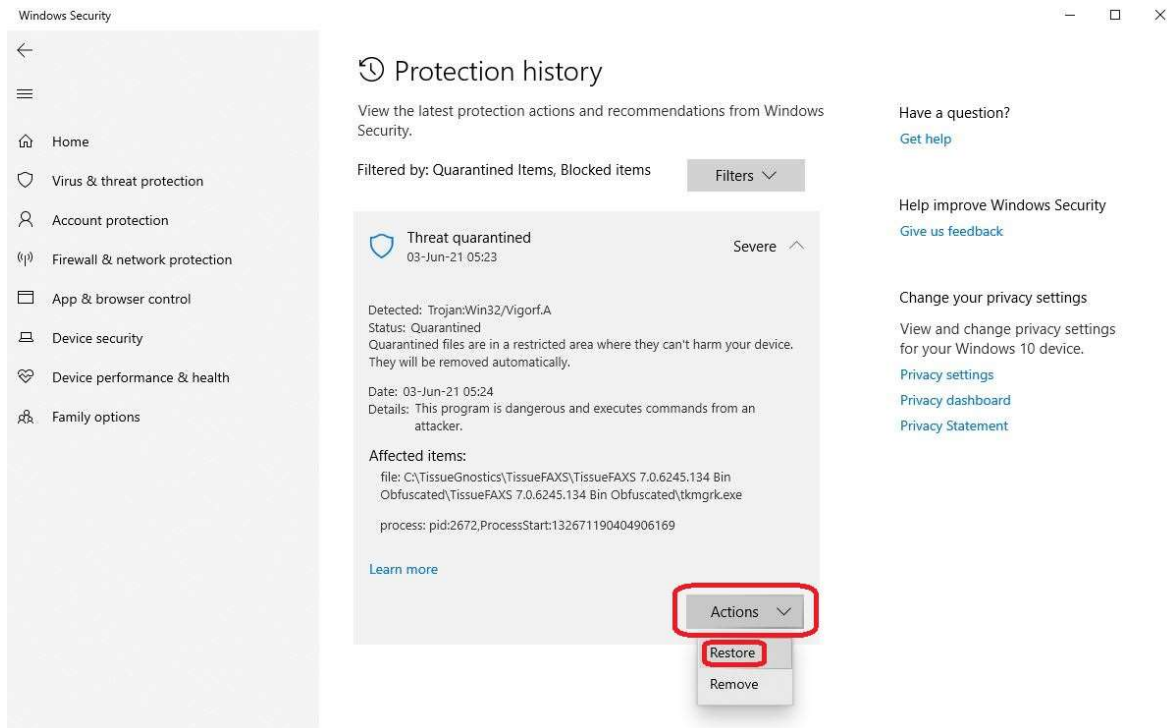 Windows Security
Home
Virus & threat protection
Account protection
Firewall & network protection
App & browser control
Device security
Device performance & health
Family options
Protection history
View the latest protection actions and recommendations from Windows
Security.
Filtered by: Quarantined Items, Blocked items
Filters
Threat quarantined
03-Jun-21 05:23
Severe
Detected: Trojan:Win32/Vigorf.A
Status: Quarantined
Quarantined files are in a restricted area where they can't harm your device.
They will be removed automatically.
Date: 03-Jun-21 05:24
Details: This program is dangerous and executes commands from an
attacker.
Affected items:
file: C:\TissueGnostics\TissueFAXS\TissueFAXS 7.0.6245.134 Bin
Obfuscated\TissueFAXS 7.0.6245.134 Bin Obfuscated\tkmgrk.exe
process: pid:2672,ProcessStart:132671190404906169
Learn more
Actions
Restore
Remove
Have a question?
Get help
Help improve Windows Security
Give us feedback
Change your privacy settings
View and change privacy settings
for your Windows 10 device.
Privacy settings
Privacy dashboard
Privacy Statement